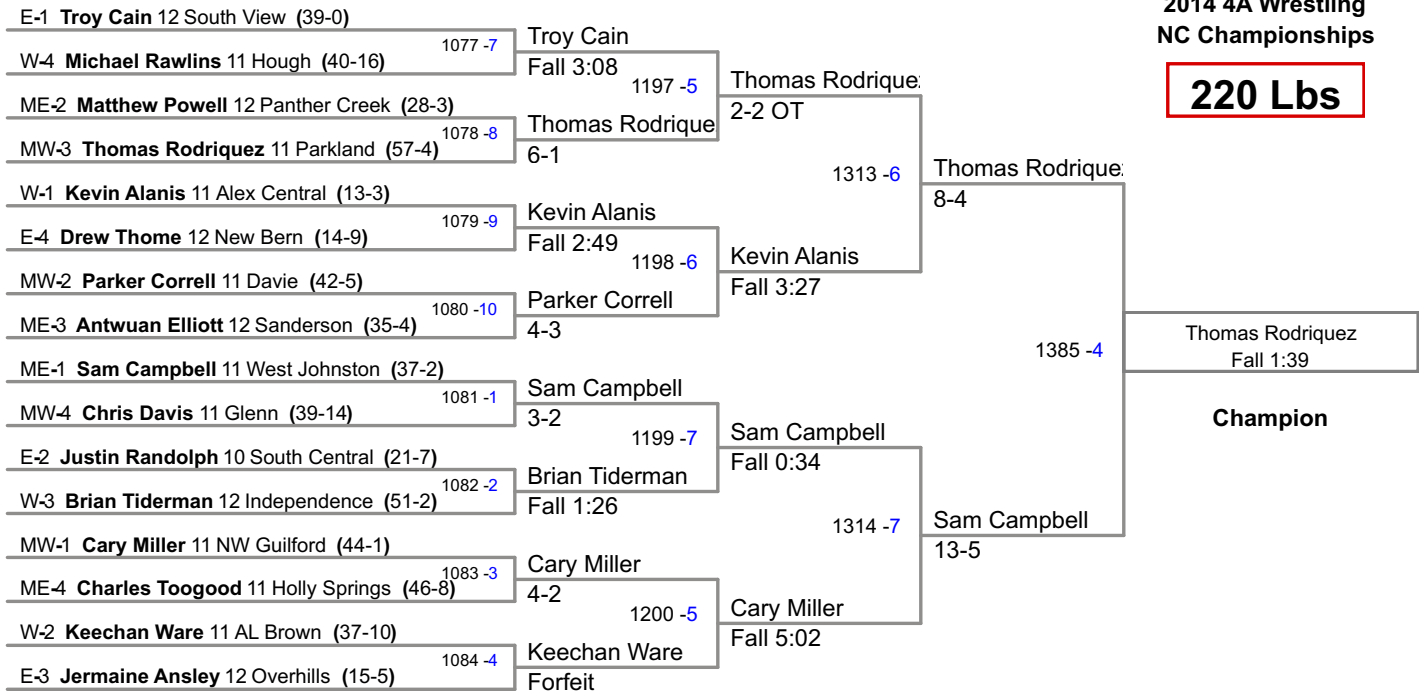 2014 4A Wrestling
NC Championships
220 Lbs
E-1 Troy Cain 12 South View (39-0)
1077 -7
W-4 Michael Rawlins 11 Hough (40-16)
ME-2 Matthew Powell 12 Panther Creek (28-3)
1078 -8
MW-3 Thomas Rodriquez 11 Parkland (57-4)
W-1 Kevin Alanis 11 Alex Central (13-3)
1079 -9
E-4 Drew Thome 12 New Bern (14-9)
MW-2 Parker Correll 11 Davie (42-5)
1080 -10
ME-3 Antwuan Elliott 12 Sanderson (35-4)
ME-1 Sam Campbell 11 West Johnston (37-2)
1081 -1
MW-4 Chris Davis 11 Glenn (39-14)
E-2 Justin Randolph 10 South Central (21-7)
1082 -2
W-3 Brian Tiderman 12 Independence (51-2)
MW-1 Cary Miller 11 NW Guilford (44-1)
1083 -3
ME-4 Charles Toogood 11 Holly Springs (46-8)
W-2 Keechan Ware 11 AL Brown (37-10)
1084 -4
E-3 Jermaine Ansley 12 Overhills (15-5)
Troy Cain
Fall 3:08
1197 -5
Thomas Rodrique
6-1
Kevin Alanis
Fall 2:49
1198 -6
Parker Correll
4-3
Sam Campbell
3-2
1199 -7
Brian Tiderman
Fall 1:26
Cary Miller
4-2
1200 -5
Keechan Ware
Forfeit
Thomas Rodrique
2-2 OT
1313 -6
Kevin Alanis
Fall 3:27
Sam Campbell
Fall 0:34
1314 -7
Cary Miller
Fall 5:02
Thomas Rodrique
8-4
1385 -4
Sam Campbell
13-5
Thomas Rodriquez
Fall 1:39
Champion